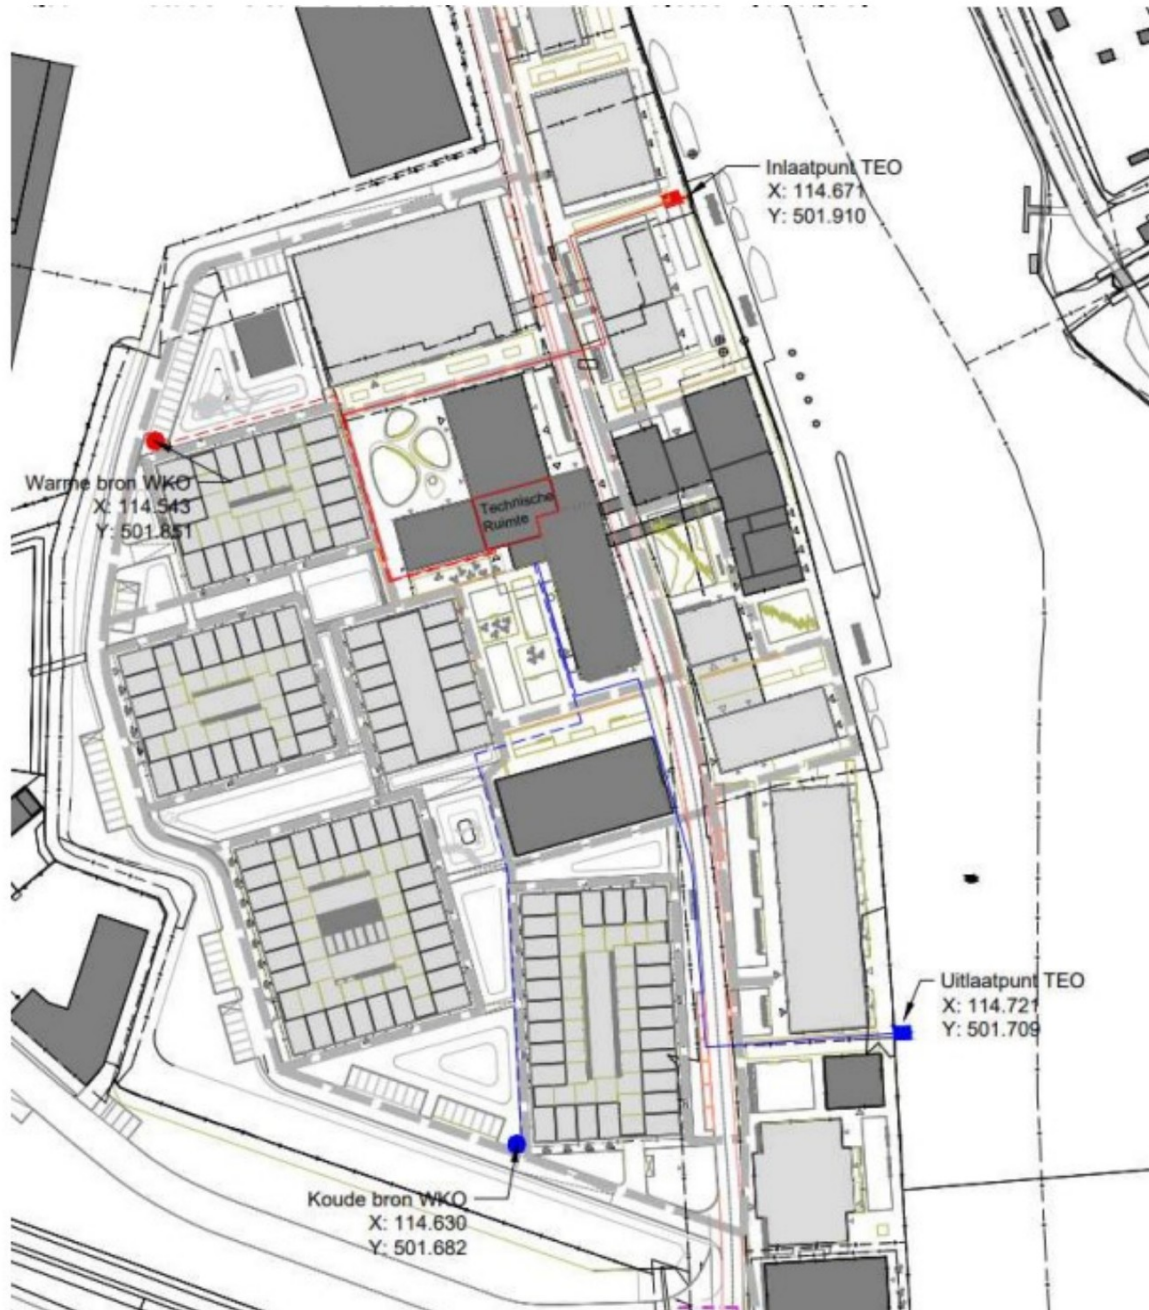 Inlaatpunt TEO
X: 114.671
Y: 501.910
Warme bron WKO
X: 114.543
Y: 501.851
Technische
Ruimte
Uitlaatpunt TEO
X: 114.721
Y: 501.709
Koude bron WKO
X: 114.630
Y: 501.682